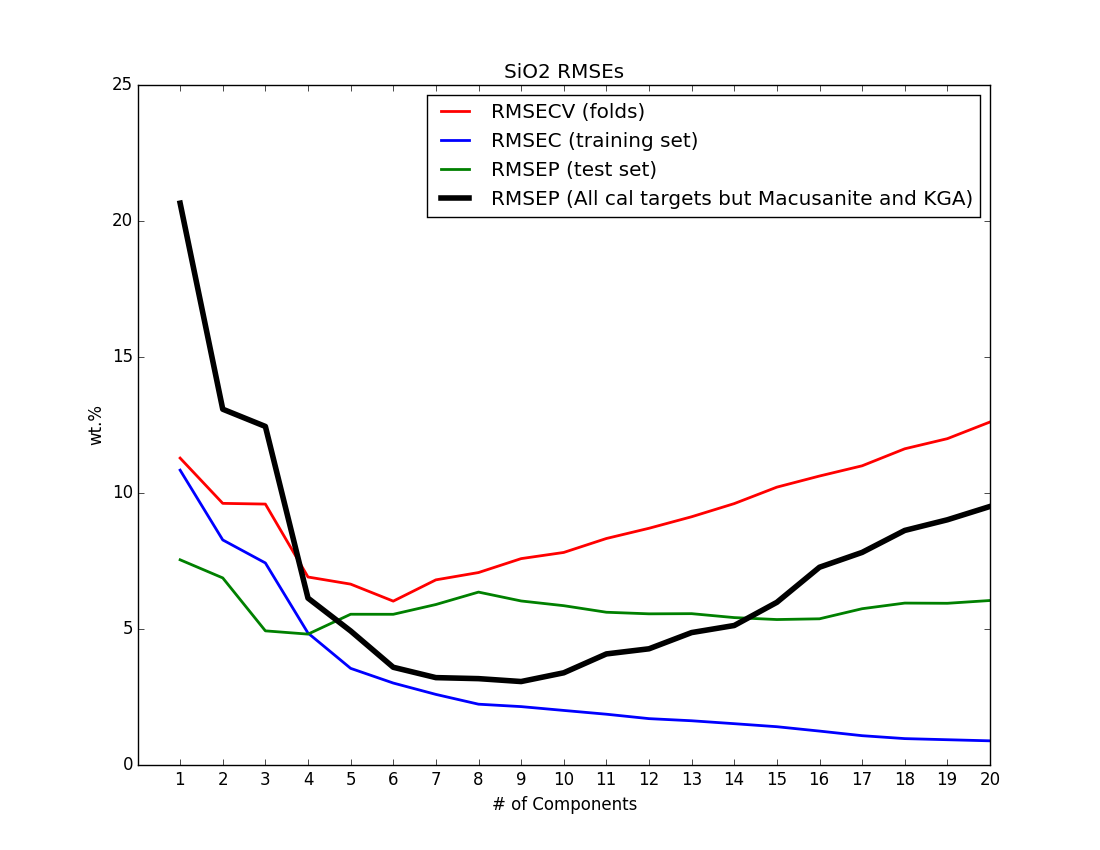 SiO2 RMSEs
25
RMSECV (folds)
RMSEC (training set)
RMSEP (test set)
RMSEP (All cal targets but Macusanite and KGA)
20
15
wt.%
10
5
0
1 2 3 4 5 6 7 8 9 10 11 12 13 14 15 16 17 18 19 20
# of Components